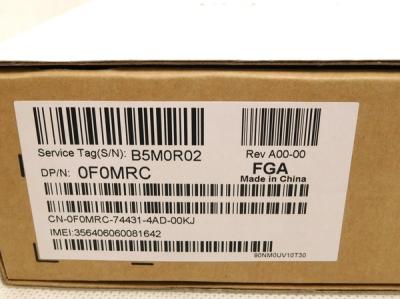 Service Tag(S/N): B5M0R02
Rev A00-00
DP/N: 0F0MRC
FGA
Made in China
CN-0F0MRC-74431-4AD-00KJ
IMEI:356406060081642
90NM0UV10T30